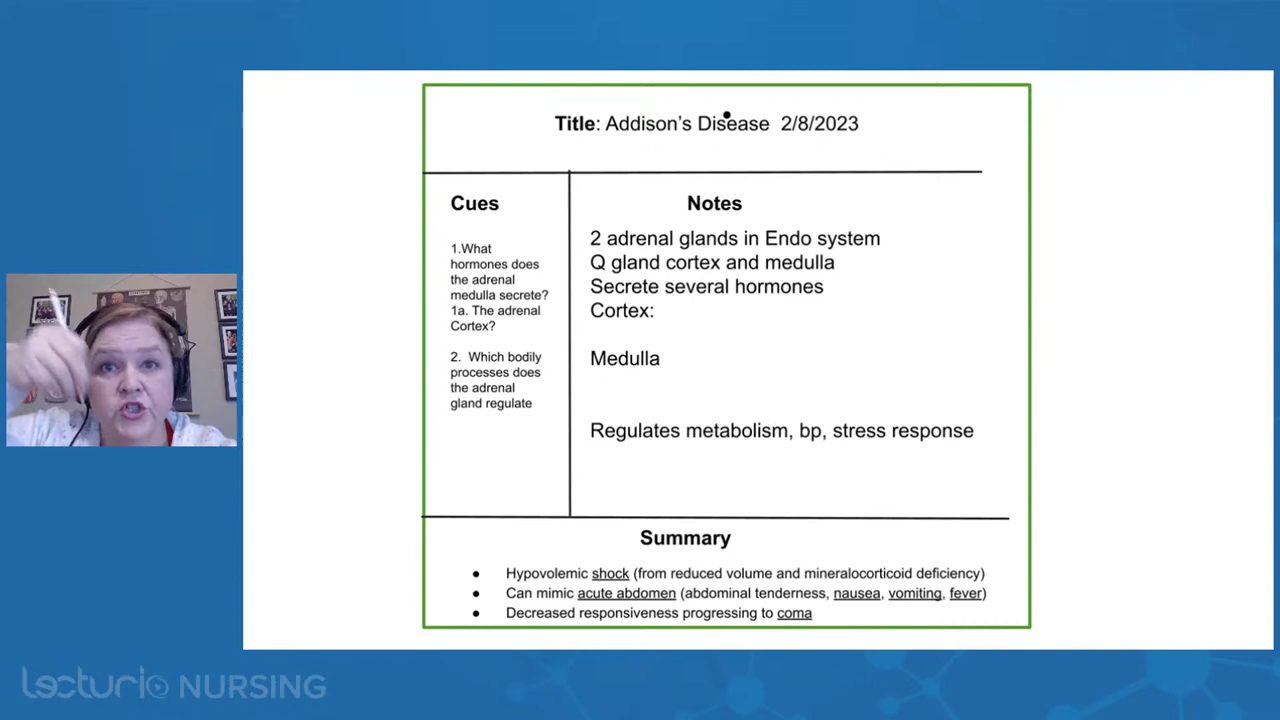 Title: Addison's Disease 2/8/2023
Cues
1.What
hormones does
the adrenal
medulla secrete?
1a. The adrenal
Cortex?
2. Which bodily
processes does
the adrenal
gland regulate
Notes
2 adrenal glands in Endo system
Q gland cortex and medulla
Secrete several hormones
Cortex:
Medulla
Regulates metabolism, bp, stress response
Summary
● Hypovolemic shock (from reduced volume and mineralocorticoid deficiency)
● Can mimic acute abdomen (abdominal tenderness, nausea, vomiting, fever)
● Decreased responsiveness progressing to coma
Lecturio NURSING